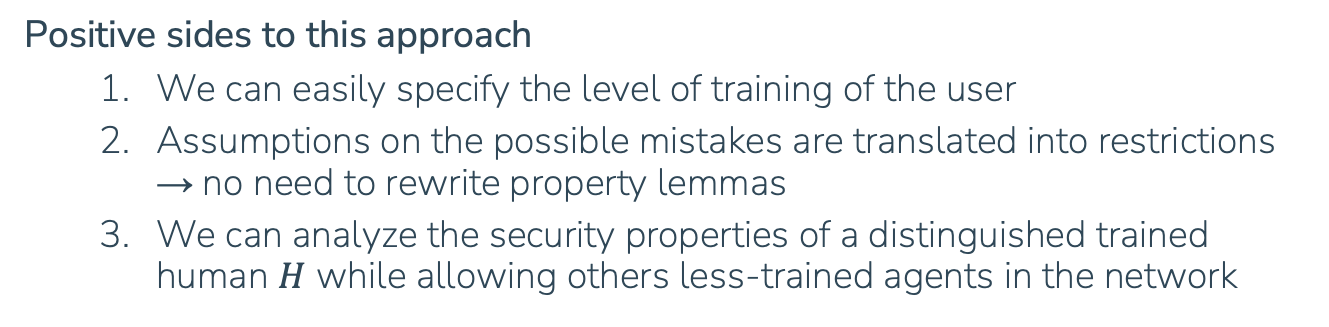 Positive sides to this approach
1. We can easily specify the level of training of the user
2. Assumptions on the possible mistakes are translated into restrictions
→ no need to rewrite property lemmas
3. We can analyze the security properties of a distinguished trained
human H while allowing others less-trained agents in the network